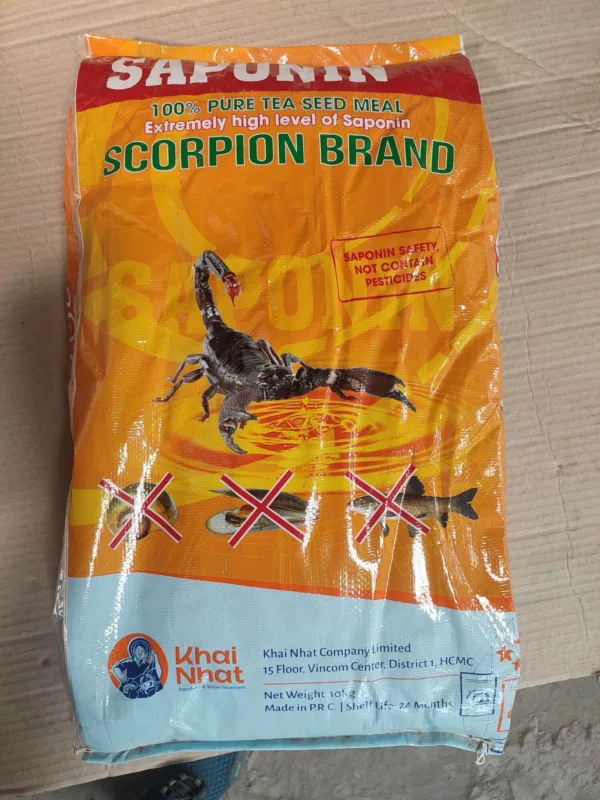 SAPONIN
100% PURE TEA SEED MEAL
Extremely high level of Saponin
SCORPION BRAND
SAPONIN
SAPONIN SAFETY,
NOT CONTAIN
PESTICIDES
Khai
Nhat
Khai Nhat Company Limited
15 Floor, Vincom Center, District 1, HCMC
Net Weight: 10kg
Made in P.R.C. | Shelf Life: 24 Months